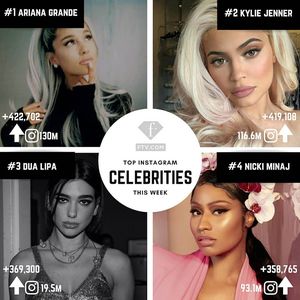 #1 ARIANA GRANDE
#2 KYLIE JENNER
+422,702
130M
+419,108
116.6M
f
FTV.COM
TOP INSTAGRAM
CELEBRITIES
THIS WEEK
#3 DUA LIPA
#4 NICKI MINAJ
+369,300
19.5M
+358,765
93.1M